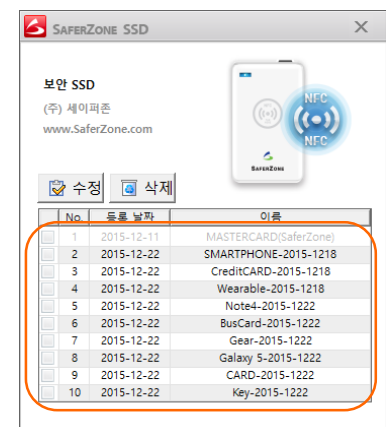 SAFERZONE SSD
보안 SSD
(주) 세이퍼존
www.SaferZone.com
NFC
NFC
SAFERZONE
수정 삭제
No. 등록 날짜 이름
1 2015-12-11 MASTERCARD(SaferZone)
2 2015-12-22 SMARTPHONE-2015-1218
3 2015-12-22 CreditCARD-2015-1218
4 2015-12-22 Wearable-2015-1218
5 2015-12-22 Note4-2015-1222
6 2015-12-22 BusCard-2015-1222
7 2015-12-22 Gear-2015-1222
8 2015-12-22 Galaxy 5-2015-1222
9 2015-12-22 CARD-2015-1222
10 2015-12-22 Key-2015-1222